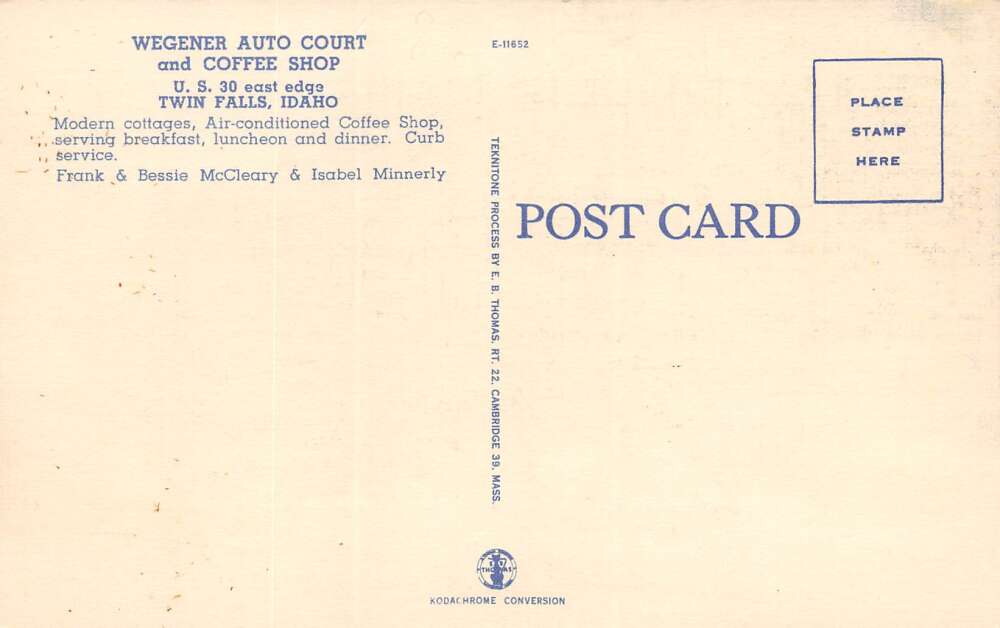 WEGENER AUTO COURT
and COFFEE SHOP
U. S. 30 east edge
TWIN FALLS, IDAHO
Modern cottages, Air-conditioned Coffee Shop,
serving breakfast, luncheon and dinner. Curb
service.
Frank & Bessie McCleary & Isabel Minnerly
E-11652
TEKNITONE PROCESS BY E. B. THOMAS, RT. 22, CAMBRIDGE 39, MASS.
POST CARD
PLACE
STAMP
HERE
THOMAS
KODACHROME CONVERSION